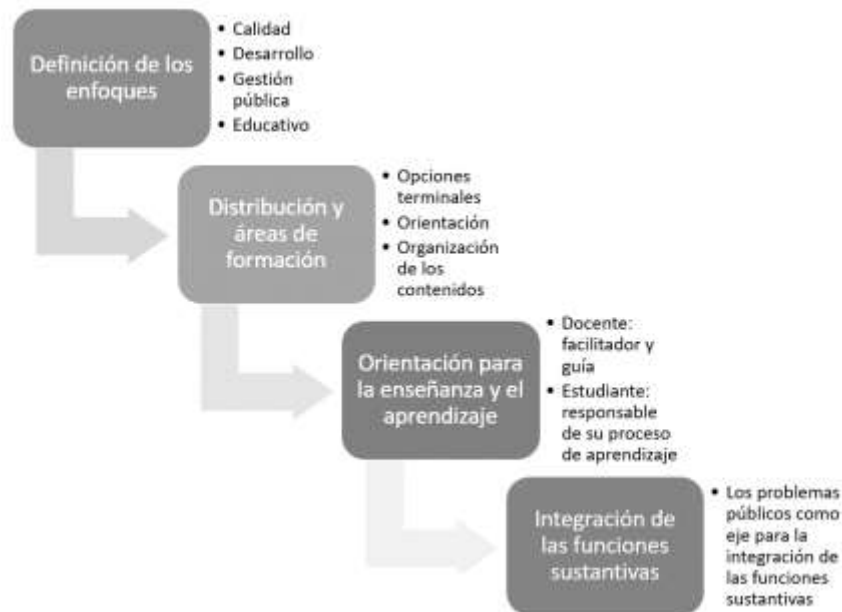 Definición de los
enfoques
• Calidad
• Desarrollo
• Gestión
pública
• Educativo
Distribución y
áreas de
formación
• Opciones
terminales
• Orientación
• Organización
de los
contenidos
Orientación para
la enseñanza y el
aprendizaje
• Docente:
facilitador y
guía
• Estudiante:
responsable
de su proceso
de aprendizaje
Integración de
las funciones
sustantivas
• Los problemas
públicos como
eje para la
integración de
las funciones
sustantivas